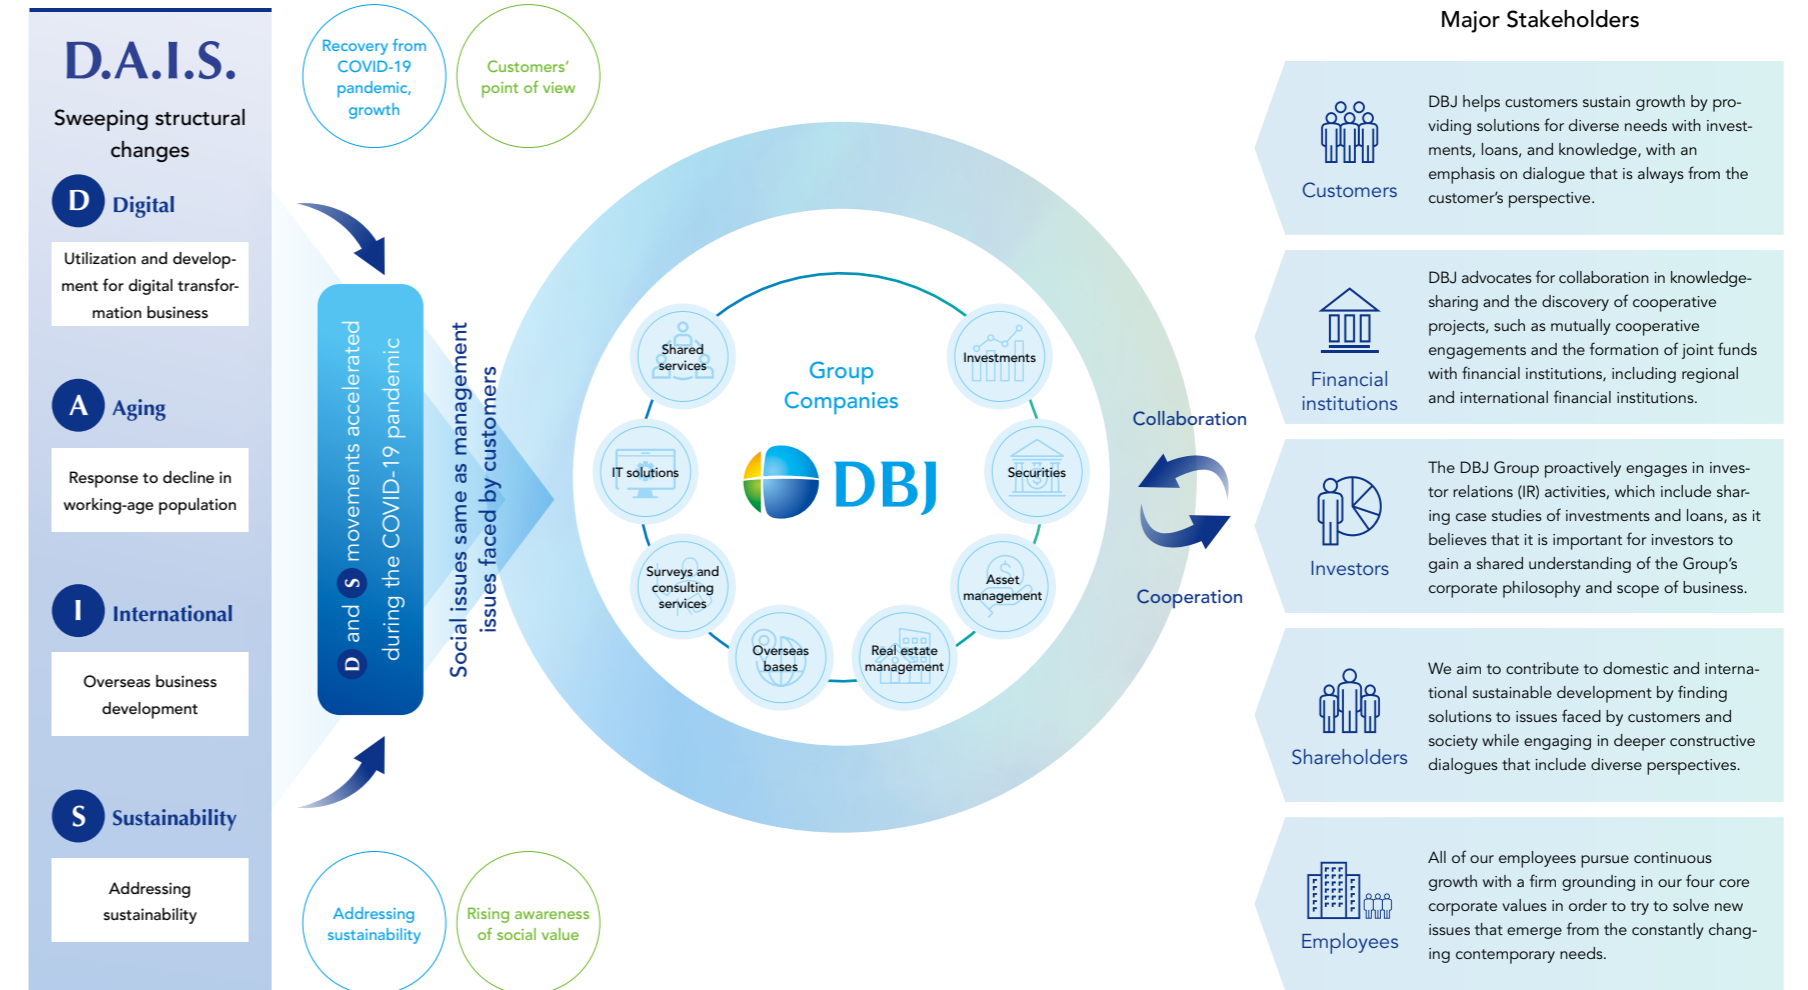 D.A.I.S.
Sweeping structural
changes
D Digital
Utilization and develop-
ment for digital transfor-
mation business
A Aging
Response to decline in
working-age population
I International
Overseas business
development
S Sustainability
Addressing
sustainability
Recovery from
COVID-19
pandemic,
growth
Customers'
point of view
D and S movements accelerated
during the COVID-19 pandemic
Social issues same as management
issues faced by customers
Addressing
sustainability
Rising awareness
of social value
Group
Companies
DBJ
Shared
services
Investments
IT solutions
Securities
Surveys and
consulting
services
Asset
management
Overseas
bases
Real estate
management
Collaboration
Cooperation
Major Stakeholders
Customers
DBJ helps customers sustain growth by pro-
viding solutions for diverse needs with invest-
ments, loans, and knowledge, with an
emphasis on dialogue that is always from the
customer's perspective.
Financial
institutions
DBJ advocates for collaboration in knowledge-
sharing and the discovery of cooperative
projects, such as mutually cooperative
engagements and the formation of joint funds
with financial institutions, including regional
and international financial institutions.
Investors
The DBJ Group proactively engages in inves-
tor relations (IR) activities, which include shar-
ing case studies of investments and loans, as it
believes that it is important for investors to
gain a shared understanding of the Group's
corporate philosophy and scope of business.
Shareholders
We aim to contribute to domestic and interna-
tional sustainable development by finding
solutions to issues faced by customers and
society while engaging in deeper constructive
dialogues that include diverse perspectives.
Employees
All of our employees pursue continuous
growth with a firm grounding in our four core
corporate values in order to try to solve new
issues that emerge from the constantly chang-
ing contemporary needs.